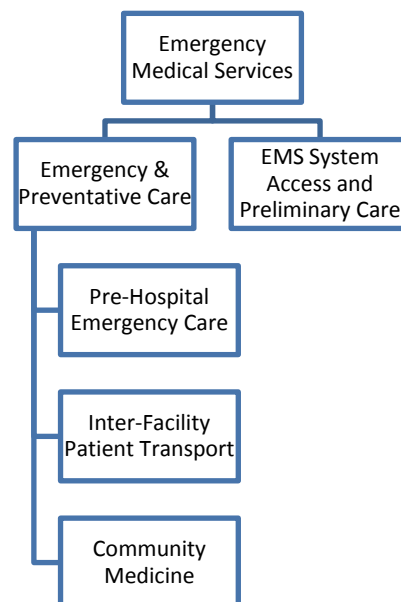 Emergency
Medical Services
Emergency &
Preventative Care
EMS System
Access and
Preliminary Care
Pre-Hospital
Emergency Care
Inter-Facility
Patient Transport
Community
Medicine